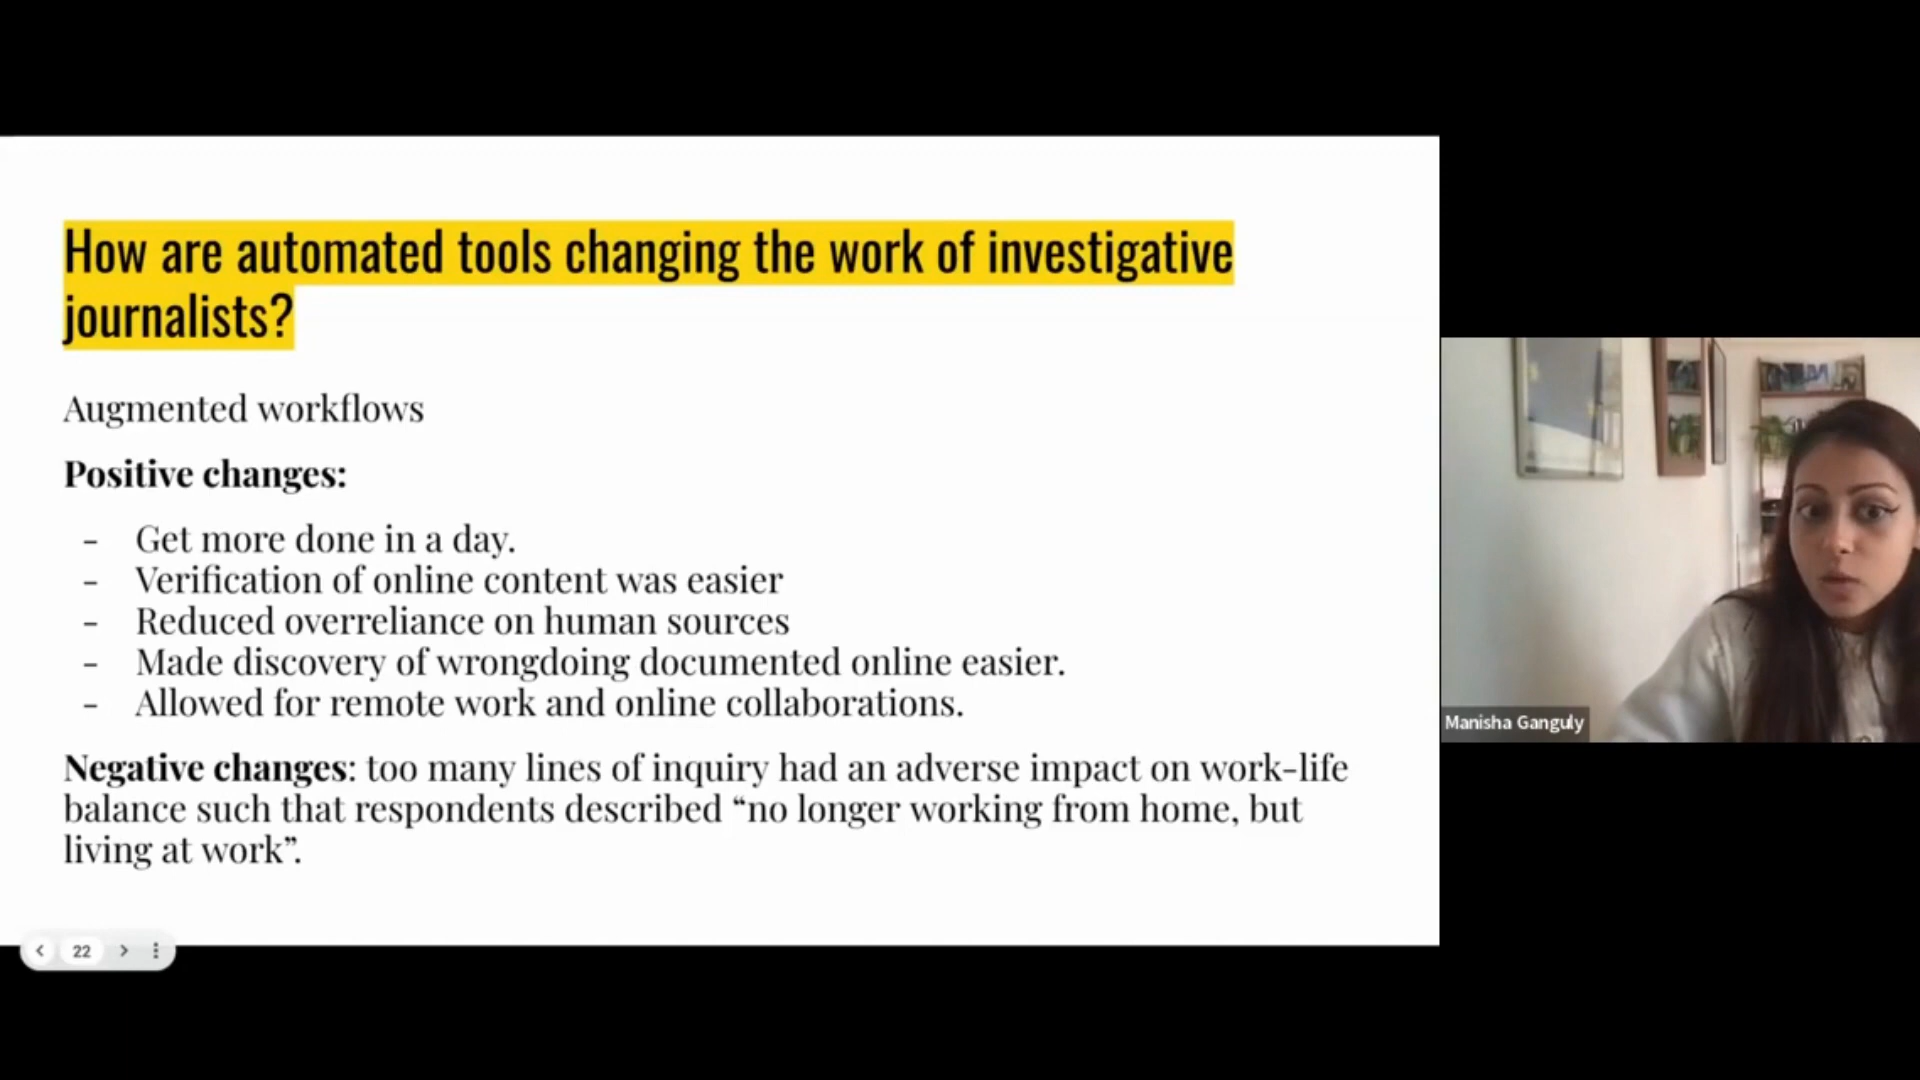 How are automated tools changing the work of investigative
journalists?
Augmented workflows
Positive changes:
- Get more done in a day.
- Verification of online content was easier
- Reduced overreliance on human sources
- Made discovery of wrongdoing documented online easier.
- Allowed for remote work and online collaborations.
Negative changes: too many lines of inquiry had an adverse impact on work-life
balance such that respondents described “no longer working from home, but
living at work”.
22
Manisha Ganguly